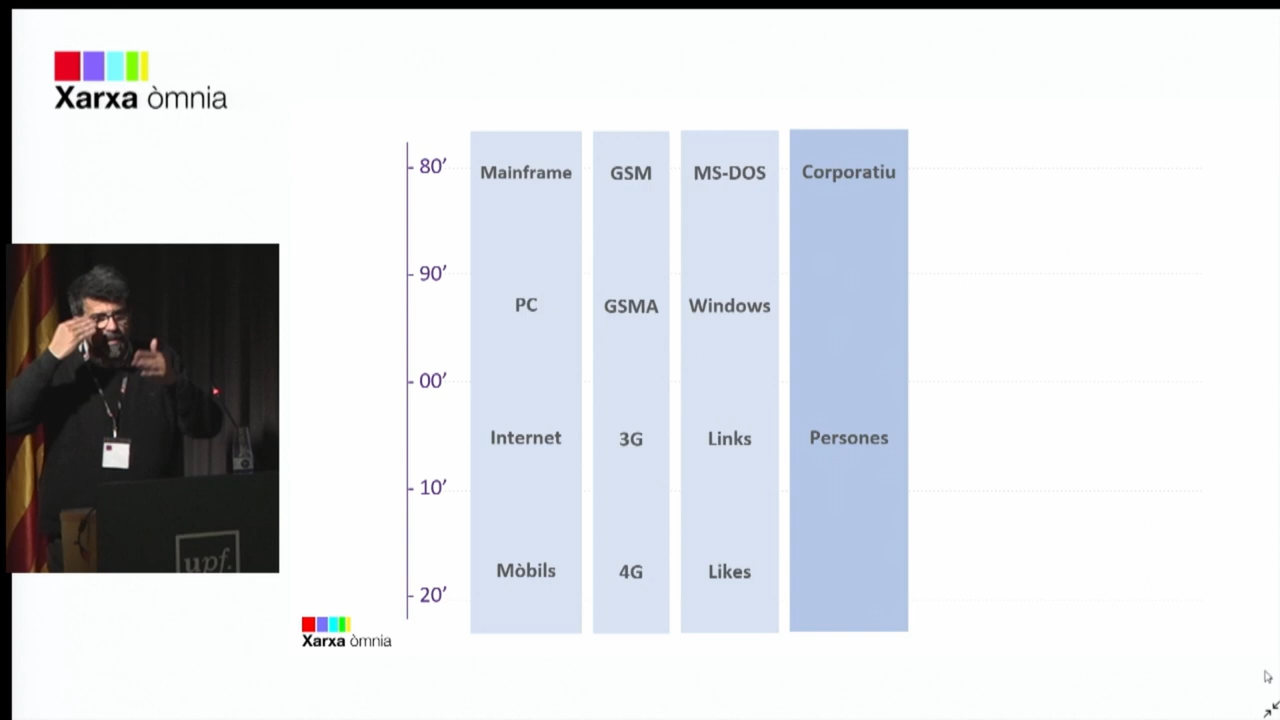 Xarxa òmnia
80’ Mainframe GSM MS-DOS Corporatiu
90’
PC GSMA Windows
00’
Internet 3G Links Persones
10’
Mòbils 4G Likes
20’
upf.
Xarxa òmnia